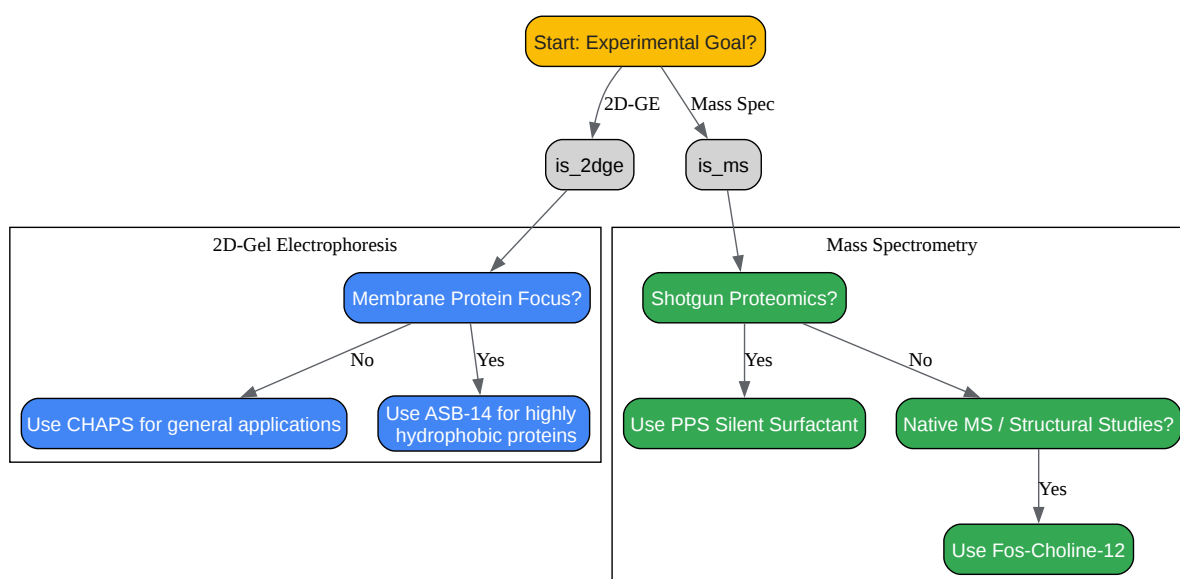 Start: Experimental Goal?
2D-GE
Mass Spec
is_2dge
is_ms
2D-Gel Electrophoresis
Mass Spectrometry
Membrane Protein Focus?
Shotgun Proteomics?
No
Yes
Yes
No
Use CHAPS for general applications
Use ASB-14 for highly
hydrophobic proteins
Use PPS Silent Surfactant
Native MS / Structural Studies?
Yes
Use Fos-Choline-12